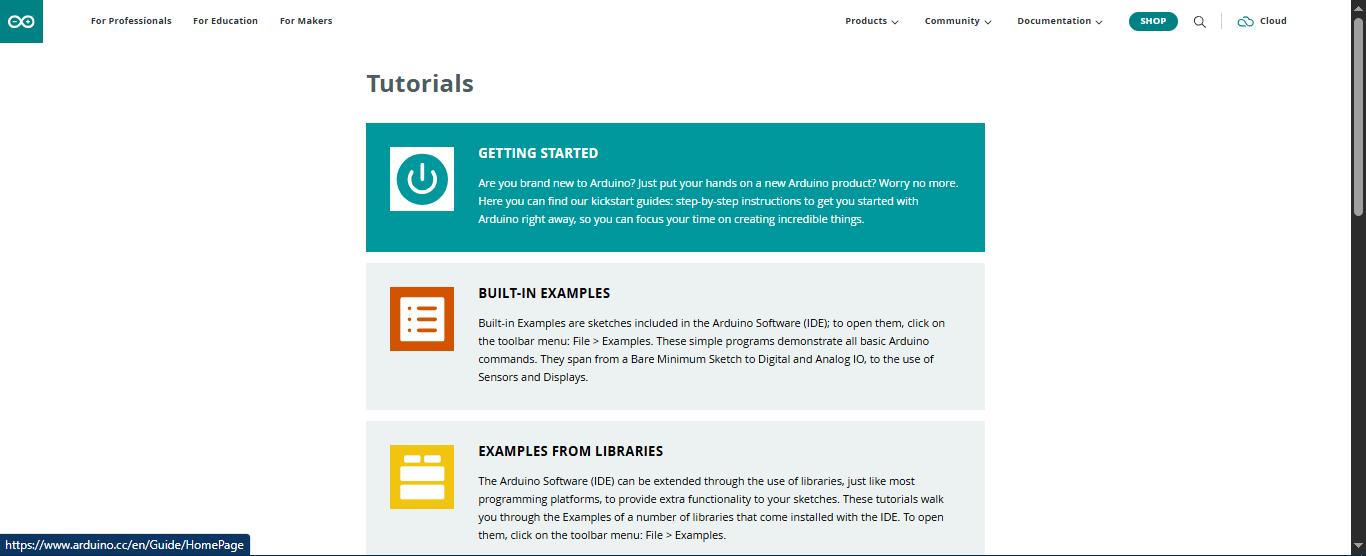 For Professionals For Education For Makers Products Community Documentation SHOP Cloud
Tutorials
GETTING STARTED
Are you brand new to Arduino? Just put your hands on a new Arduino product? Worry no more.
Here you can find our kickstart guides: step-by-step instructions to get you started with
Arduino right away, so you can focus your time on creating incredible things.
BUILT-IN EXAMPLES
Built-in Examples are sketches included in the Arduino Software (IDE); to open them, click on
the toolbar menu: File > Examples. These simple programs demonstrate all basic Arduino
commands. They span from a Bare Minimum Sketch to Digital and Analog IO, to the use of
Sensors and Displays.
EXAMPLES FROM LIBRARIES
The Arduino Software (IDE) can be extended through the use of libraries, just like most
programming platforms, to provide extra functionality to your sketches. These tutorials walk
you through the Examples of a number of libraries that come installed with the IDE. To open
them, click on the toolbar menu: File > Examples.
https://www.arduino.cc/en/Guide/HomePage